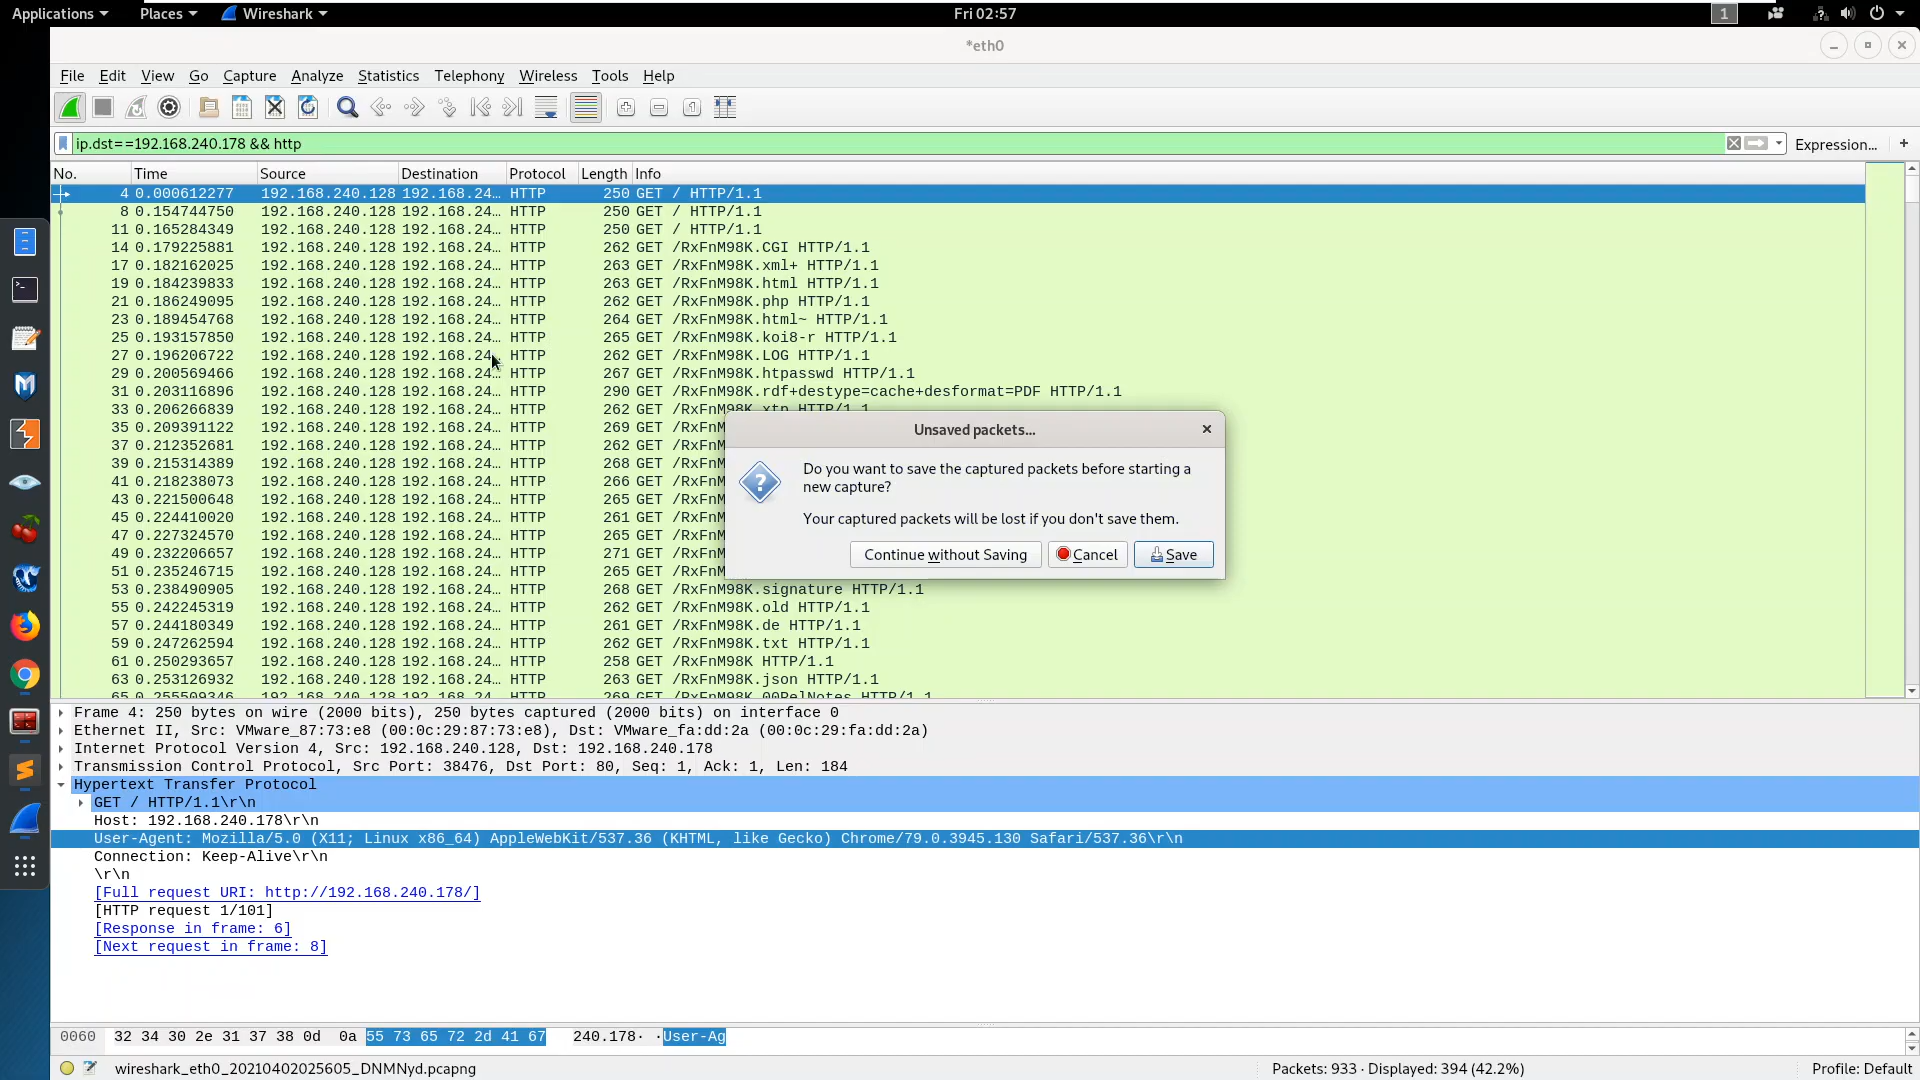 Applications Places Wireshark Fri 02:57 1
*eth0
File Edit View Go Capture Analyze Statistics Telephony Wireless Tools Help
ip.dst==192.168.240.178 && http Expression... +
No. Time Source Destination Protocol Length Info
4 0.000612277 192.168.240.128 192.168.24… HTTP 250 GET / HTTP/1.1
8 0.154744750 192.168.240.128 192.168.24… HTTP 250 GET / HTTP/1.1
11 0.165284349 192.168.240.128 192.168.24… HTTP 250 GET / HTTP/1.1
14 0.179225881 192.168.240.128 192.168.24… HTTP 262 GET /RxFnM98K.CGI HTTP/1.1
17 0.182162025 192.168.240.128 192.168.24… HTTP 263 GET /RxFnM98K.xml+ HTTP/1.1
19 0.184239833 192.168.240.128 192.168.24… HTTP 263 GET /RxFnM98K.html HTTP/1.1
21 0.186249095 192.168.240.128 192.168.24… HTTP 262 GET /RxFnM98K.php HTTP/1.1
23 0.189454768 192.168.240.128 192.168.24… HTTP 264 GET /RxFnM98K.html~ HTTP/1.1
25 0.193157850 192.168.240.128 192.168.24… HTTP 265 GET /RxFnM98K.koi8-r HTTP/1.1
27 0.196206722 192.168.240.128 192.168.24… HTTP 262 GET /RxFnM98K.LOG HTTP/1.1
29 0.200569466 192.168.240.128 192.168.24… HTTP 267 GET /RxFnM98K.htpasswd HTTP/1.1
31 0.203116896 192.168.240.128 192.168.24… HTTP 290 GET /RxFnM98K.rdf+destype=cache+desformat=PDF HTTP/1.1
33 0.206266839 192.168.240.128 192.168.24… HTTP 262 GET /RxFnM98K.xtp HTTP/1.1
35 0.209391122 192.168.240.128 192.168.24… HTTP 269 GET /RxFnM
37 0.212352681 192.168.240.128 192.168.24… HTTP 262 GET /RxFnM
39 0.215314389 192.168.240.128 192.168.24… HTTP 268 GET /RxFnM
41 0.218238073 192.168.240.128 192.168.24… HTTP 266 GET /RxFnM
43 0.221500648 192.168.240.128 192.168.24… HTTP 265 GET /RxFnM
45 0.224410020 192.168.240.128 192.168.24… HTTP 261 GET /RxFnM
47 0.227324570 192.168.240.128 192.168.24… HTTP 265 GET /RxFnM
49 0.232206657 192.168.240.128 192.168.24… HTTP 271 GET /RxFnM
51 0.235246715 192.168.240.128 192.168.24… HTTP 265 GET /RxFnM
53 0.238490905 192.168.240.128 192.168.24… HTTP 268 GET /RxFnM98K.signature HTTP/1.1
55 0.242245319 192.168.240.128 192.168.24… HTTP 262 GET /RxFnM98K.old HTTP/1.1
57 0.244180349 192.168.240.128 192.168.24… HTTP 261 GET /RxFnM98K.de HTTP/1.1
59 0.247262594 192.168.240.128 192.168.24… HTTP 262 GET /RxFnM98K.txt HTTP/1.1
61 0.250293657 192.168.240.128 192.168.24… HTTP 258 GET /RxFnM98K HTTP/1.1
63 0.253126932 192.168.240.128 192.168.24… HTTP 263 GET /RxFnM98K.json HTTP/1.1
65 0.255509346 192.168.240.128 192.168.24… HTTP 269 GET /RxFnM98K.00RelNotes HTTP/1.1
Unsaved packets...
Do you want to save the captured packets before starting a
new capture?
Your captured packets will be lost if you don't save them.
Continue without Saving Cancel Save
Frame 4: 250 bytes on wire (2000 bits), 250 bytes captured (2000 bits) on interface 0
Ethernet II, Src: VMware_87:73:e8 (00:0c:29:87:73:e8), Dst: VMware_fa:dd:2a (00:0c:29:fa:dd:2a)
Internet Protocol Version 4, Src: 192.168.240.128, Dst: 192.168.240.178
Transmission Control Protocol, Src Port: 38476, Dst Port: 80, Seq: 1, Ack: 1, Len: 184
Hypertext Transfer Protocol
GET / HTTP/1.1\r\n
Host: 192.168.240.178\r\n
User-Agent: Mozilla/5.0 (X11; Linux x86_64) AppleWebKit/537.36 (KHTML, like Gecko) Chrome/79.0.3945.130 Safari/537.36\r\n
Connection: Keep-Alive\r\n
\r\n
[Full request URI: http://192.168.240.178/]
[HTTP request 1/101]
[Response in frame: 6]
[Next request in frame: 8]
0060 32 34 30 2e 31 37 38 0d 0a 55 73 65 72 2d 41 67 240.178· ·User-Ag
wireshark_eth0_20210402025605_DNMNyd.pcapng Packets: 933 · Displayed: 394 (42.2%) Profile: Default